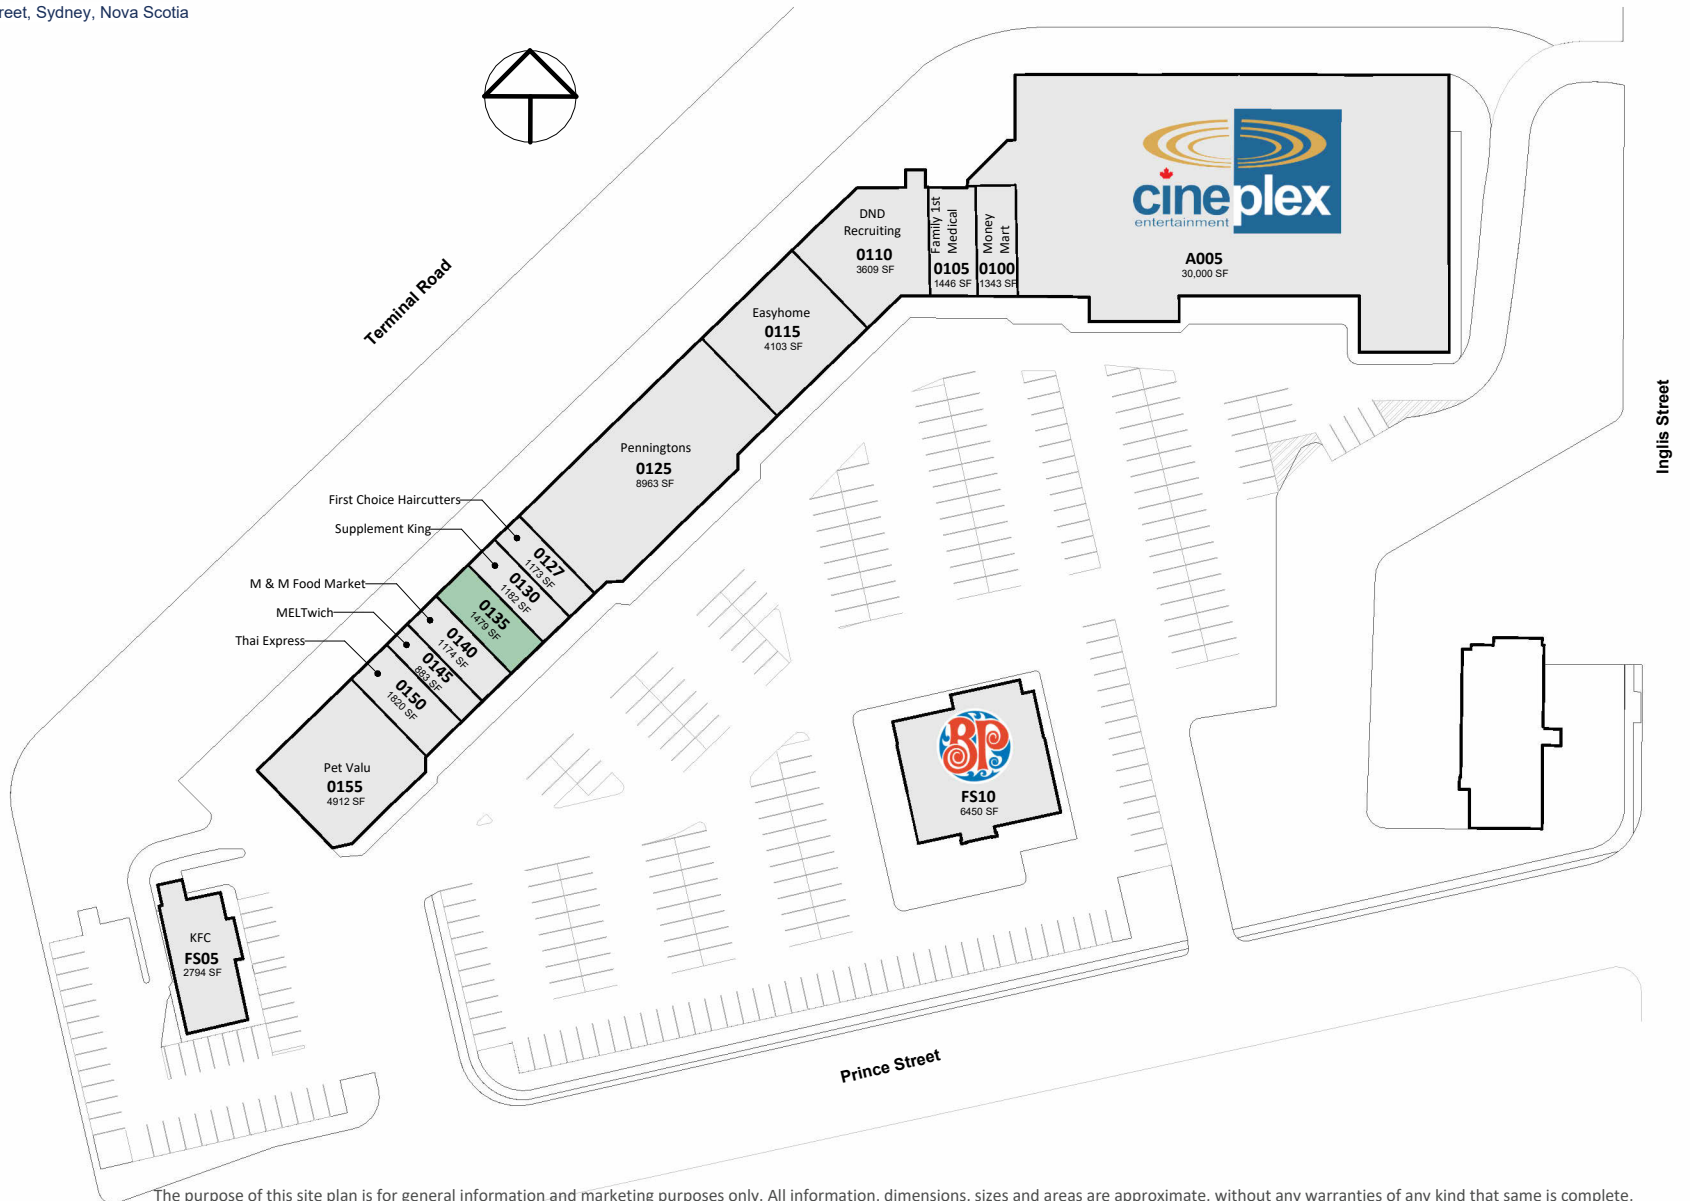 reet, Sydney, Nova Scotia
cineplex
entertainment
A005
30,000 SF
DND
Recruiting
0110
3609 SF
Family 1st
Medical
0105
1446 SF
Money
Mart
0100
1343 SF
Terminal Road
Easyhome
0115
4103 SF
Inglis Street
Penningtons
0125
8963 SF
First Choice Haircutters
0127
1173 SF
Supplement King
0130
1182 SF
0135
1479 SF
M & M Food Market
0140
1174 SF
MELTwich
0145
883 SF
Thai Express
0150
1820 SF
Pet Valu
0155
4912 SF
BP
FS10
6450 SF
KFC
FS05
2794 SF
Prince Street
The purpose of this site plan is for general information and marketing purposes only. All information, dimensions, sizes and areas are approximate, without any warranties of any kind that same is complete,